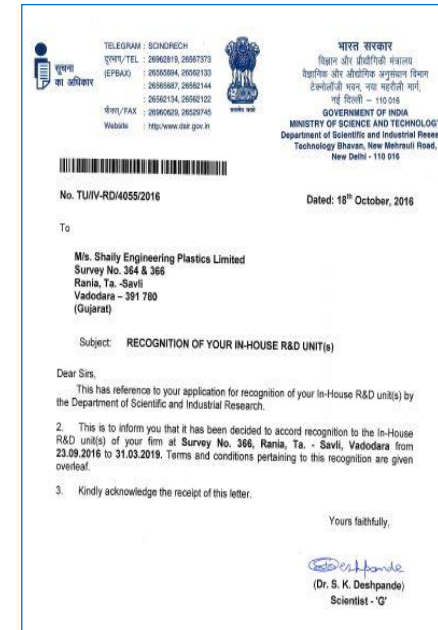 सूचना
का अधिकार
TELEGRAM : SCINDRECH
दूरभाष/TEL : 26962819, 26567373
(EPBAX) : 26565694, 26562133
: 26565687, 26562144
: 26562134, 26562122
फैक्स/FAX : 26960629, 26529745
Website : http:/www.dsir.gov.in
सत्यमेव जयते
भारत सरकार
विज्ञान और प्रौद्योगिकी मंत्रालय
वैज्ञानिक और औद्योगिक अनुसंधान विभाग
टेक्नोलॉजी भवन, नया महरौली मार्ग,
नई दिल्ली – 110 016
GOVERNMENT OF INDIA
MINISTRY OF SCIENCE AND TECHNOLOG
Department of Scientific and Industrial Resea
Technology Bhavan, New Mehrauli Road,
New Delhi - 110 016
No. TU/IV-RD/4055/2016
Dated: 18th October, 2016
To
M/s. Shaily Engineering Plastics Limited
Survey No. 364 & 366
Rania, Ta. -Savli
Vadodara – 391 780
(Gujarat)
Subject: RECOGNITION OF YOUR IN-HOUSE R&D UNIT(s)
Dear Sirs,
This has reference to your application for recognition of your In-House R&D unit(s) by
the Department of Scientific and Industrial Research.
2. This is to inform you that it has been decided to accord recognition to the In-House
R&D unit(s) of your firm at Survey No. 366, Rania, Ta. - Savli, Vadodara from
23.09.2016 to 31.03.2019. Terms and conditions pertaining to this recognition are given
overleaf.
3. Kindly acknowledge the receipt of this letter.
Yours faithfully,
Deshpande
(Dr. S. K. Deshpande)
Scientist - 'G'